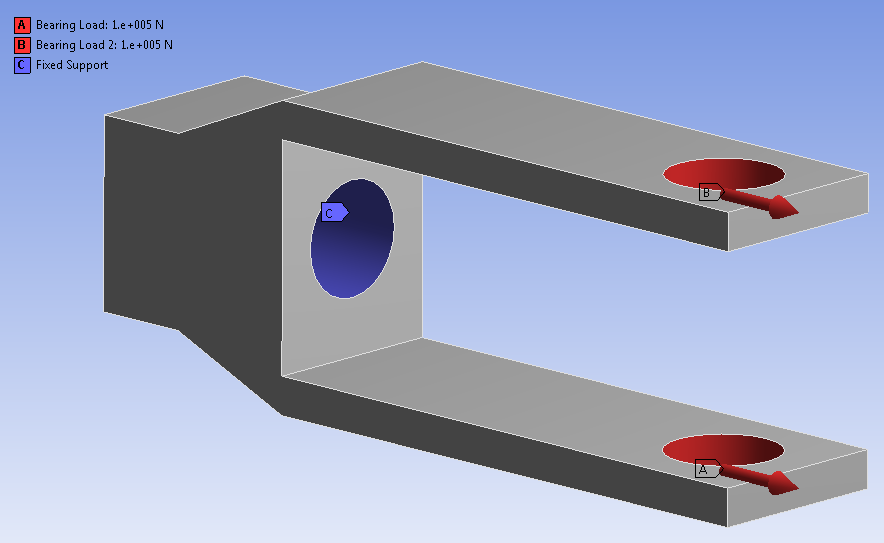 A Bearing Load: 1.e+005 N
B Bearing Load 2: 1.e+005 N
C Fixed Support
B
C
A